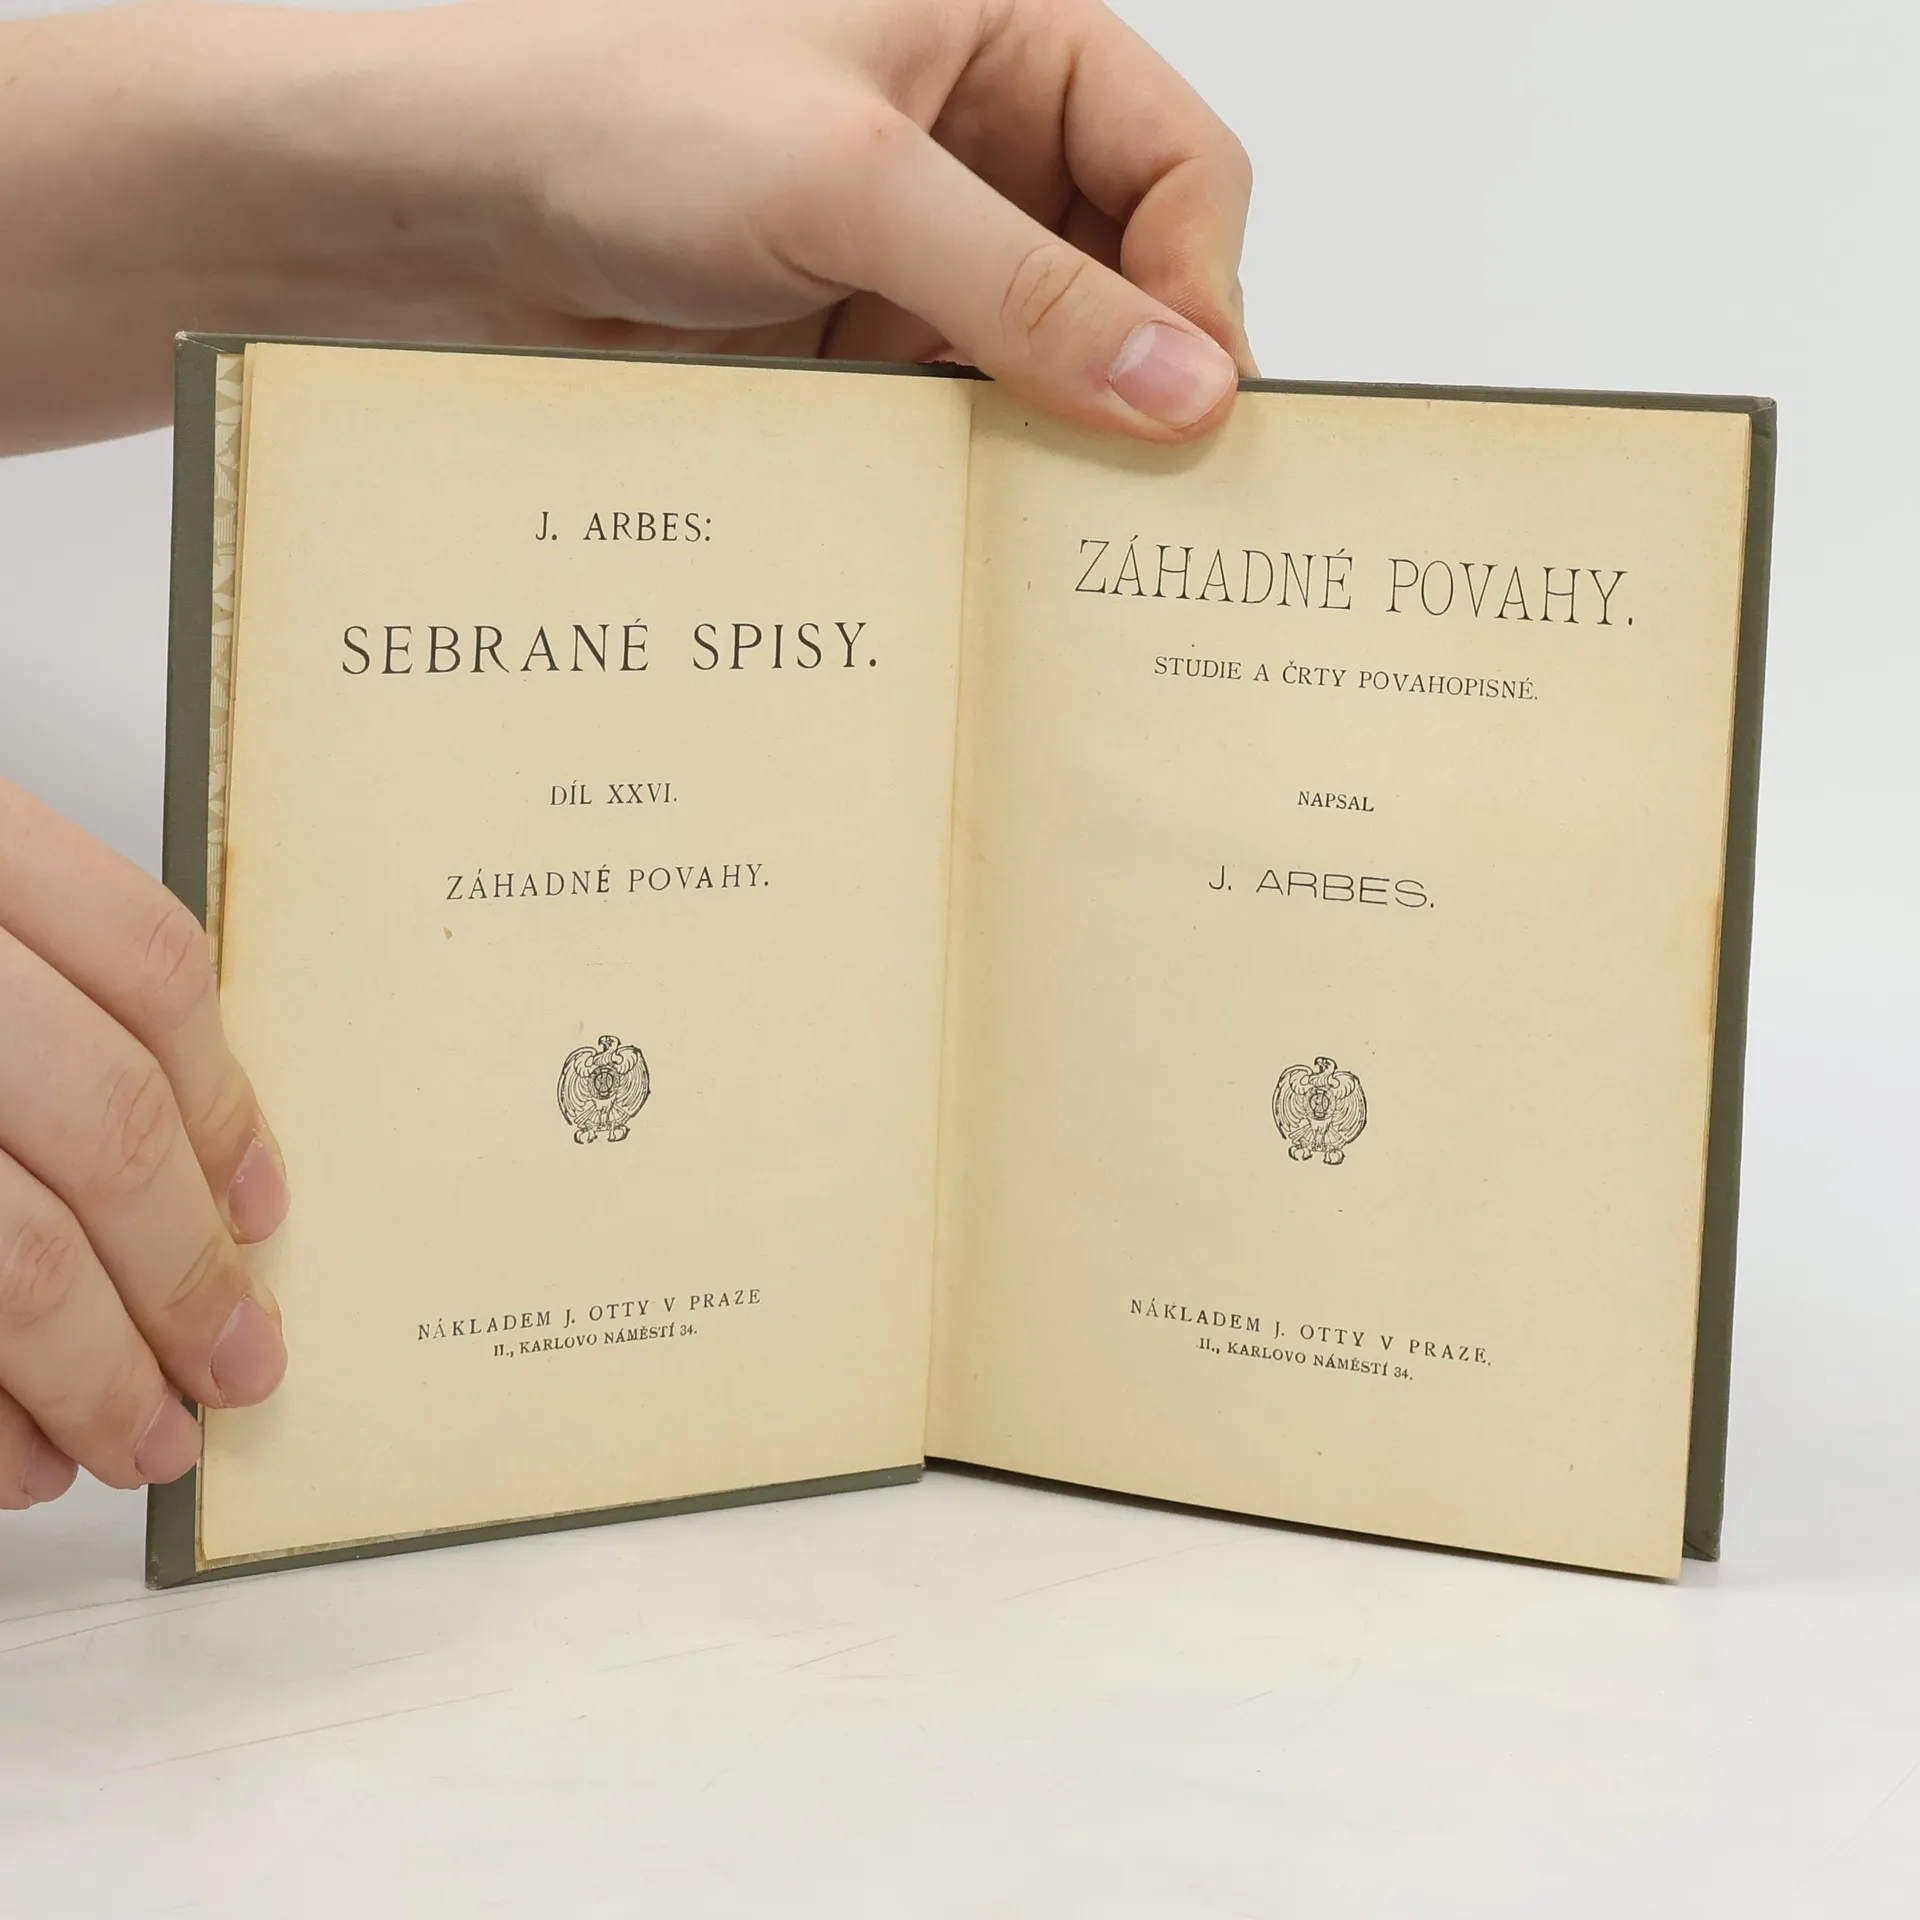 J. ARBES:
SEBRANÉ SPISY.
DÍL XXVI.
ZÁHADNÉ POVAHY.
NÁKLADEM J. OTTY V PRAZE
II., KARLOVO NÁMĚSTÍ 34.
ZÁHADNÉ POVAHY.
STUDIE A ČRTY POVAHOPISNÉ.
NAPSAL
J. ARBES.
NÁKLADEM J. OTTY V PRAZE.
II., KARLOVO NÁMĚSTÍ 34.